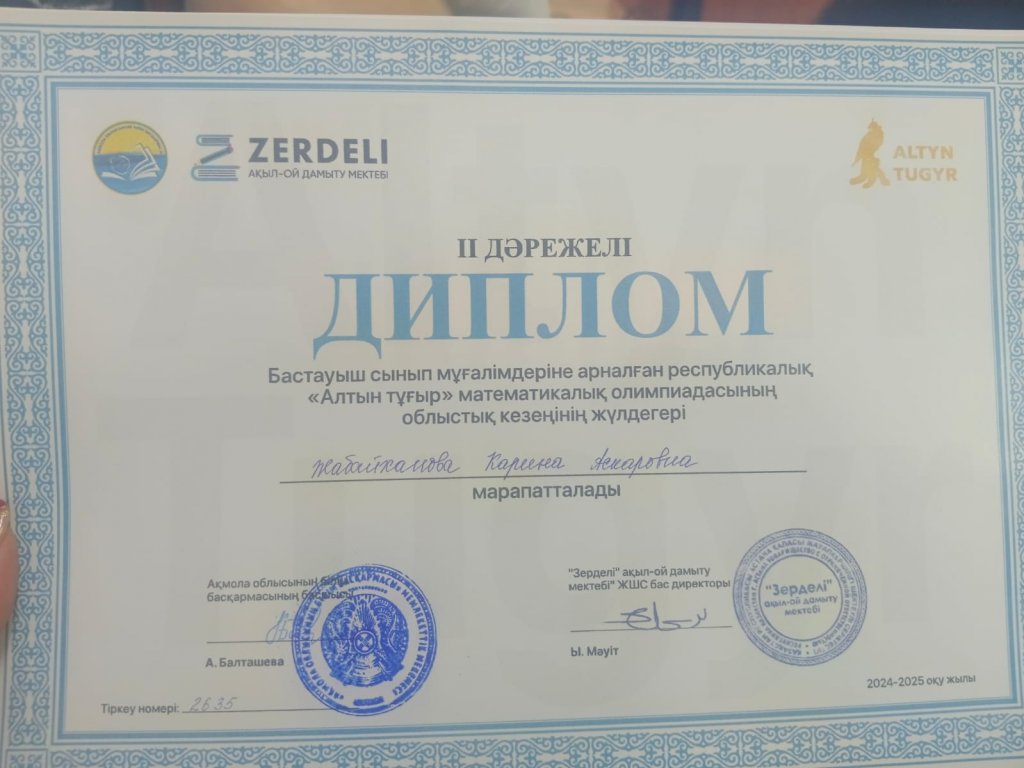 ZERDELI
АҚЫЛ-ОЙ ДАМЫТУ МЕКТЕБІ
ALTYN
TUGYR
II ДӘРЕЖЕЛІ
ДИПЛОМ
Бастауыш сынып мұғалімдеріне арналған республикалық
«Алтын тұғыр» математикалық олимпиадасының
облыстық кезеңінің жүлдегері
Жабайханова Карина Аскаровна
марапатталады
Ақмола облысының білім
басқармасының басшысы
А. Балташева
"Зерделі" ақыл-ой дамыту
мектебі" ЖШС бас директоры
Ы. Мәуіт
"Зерделі"
ақыл-ой дамыту
мектебі
Тіркеу номері: 2635
2024-2025 оқу жылы